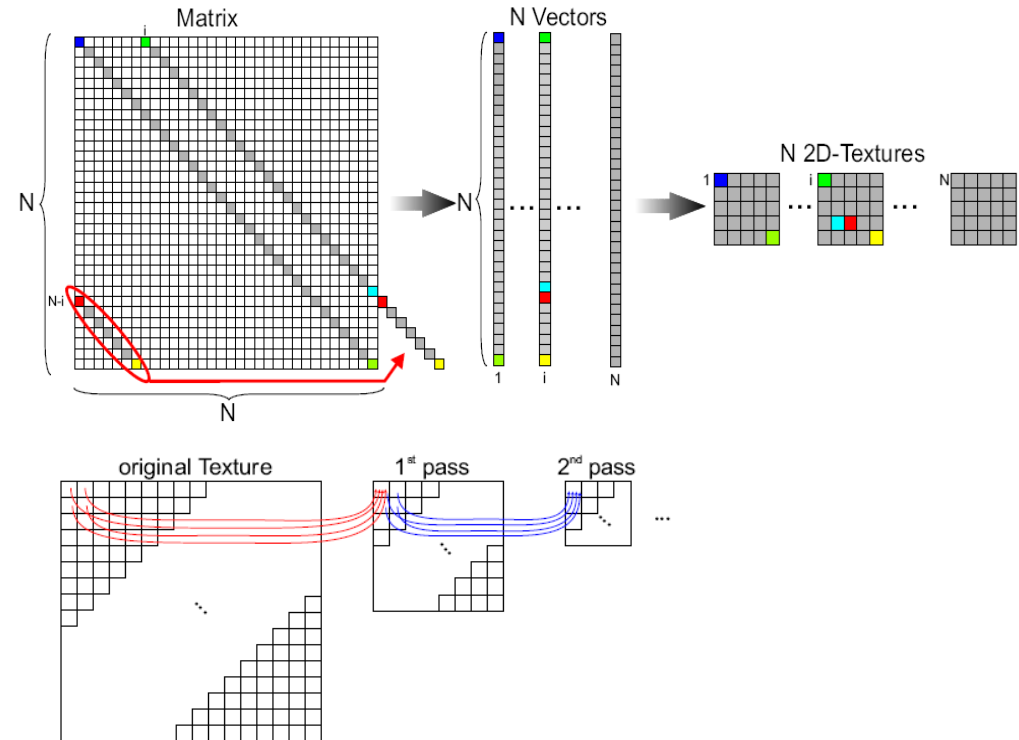 Matrix
N Vectors
i
N
N
N 2D-Textures
1
...
i
...
N
... ...
N-i
1
i
N
N
original Texture
1st pass
2nd pass
...